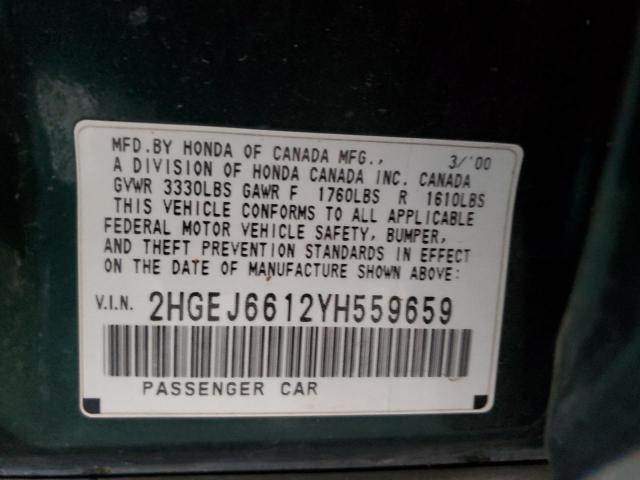 MFD.BY HONDA OF CANADA MFG., 3/'00
A DIVISION OF HONDA CANADA INC. CANADA
GVWR 3330LBS GAWR F 1760LBS R 1610LBS
THIS VEHICLE CONFORMS TO ALL APPLICABLE
FEDERAL MOTOR VEHICLE SAFETY, BUMPER,
AND THEFT PREVENTION STANDARDS IN EFFECT
ON THE DATE OF MANUFACTURE SHOWN ABOVE:
V.I.N. 2HGEJ6612YH559659
PASSENGER CAR